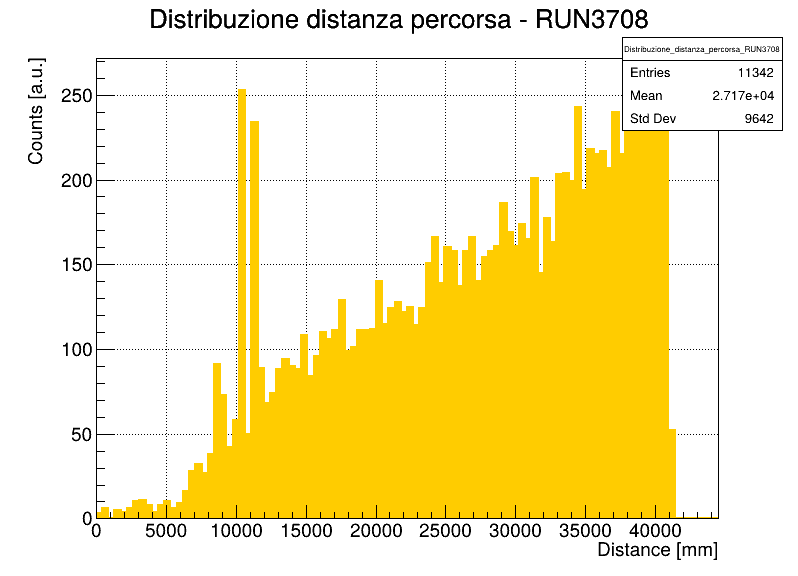 Distribuzione distanza percorsa - RUN3708
Distribuzione_distanza_percorsa_RUN3708
Entries 11342
Mean 2.717e+04
Std Dev 9642
Counts [a.u.]
250
200
150
100
50
0
0 5000 10000 15000 20000 25000 30000 35000 40000
Distance [mm]